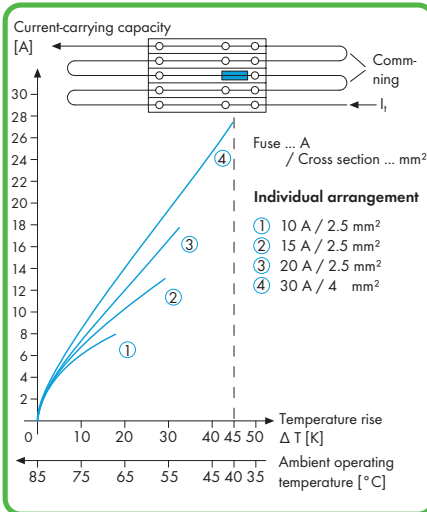 Current-carrying capacity
[A]
Comm-
ning
I_t
30
28
26
24
22
20
18
16
14
12
10
8
6
4
2
Fuse ... A
/ Cross section ... mm²
Individual arrangement
① 10 A / 2.5 mm²
② 15 A / 2.5 mm²
③ 20 A / 2.5 mm²
④ 30 A / 4 mm²
④
③
②
①
0 10 20 30 40 45 50
Temperature rise
Δ T [K]
85 75 65 55 45 40 35
Ambient operating
temperature [°C]